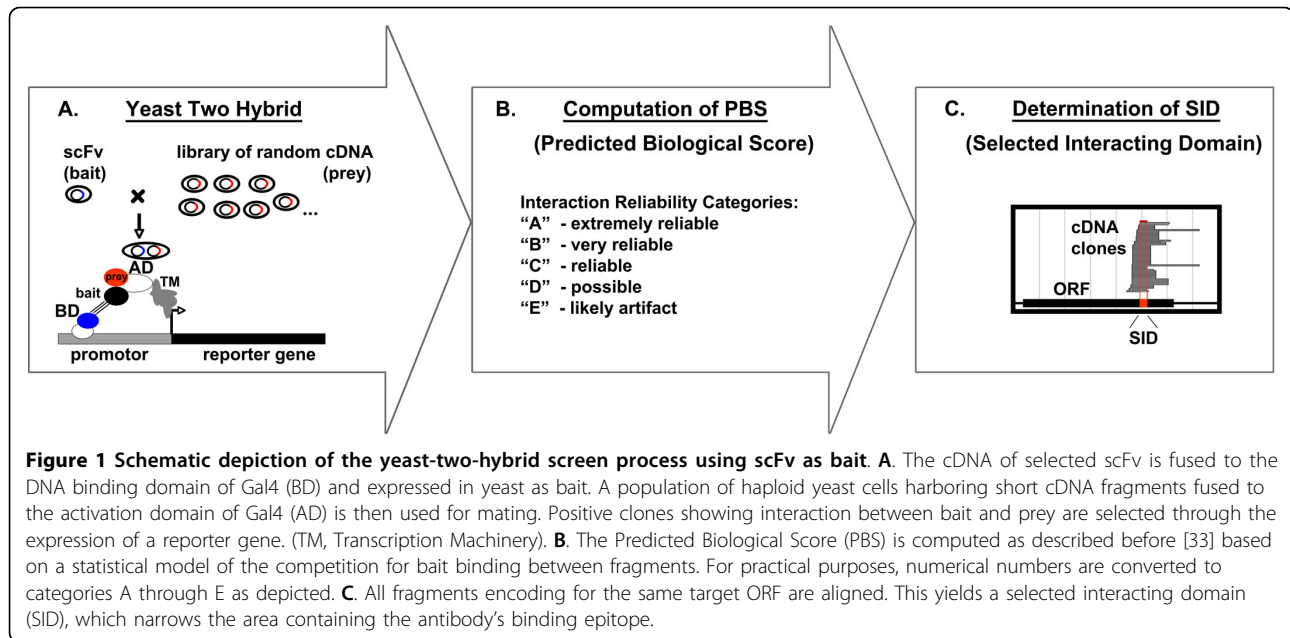 A. Yeast Two Hybrid
scFv
(bait)
library of random cDNA
(prey)
...
AD
prey
TM
bait
BD
promotor
reporter gene
B. Computation of PBS
(Predicted Biological Score)
Interaction Reliability Categories:
“A” - extremely reliable
“B” - very reliable
“C” - reliable
“D” - possible
“E” - likely artifact
C. Determination of SID
(Selected Interacting Domain)
cDNA
clones
ORF
SID
Figure 1 Schematic depiction of the yeast-two-hybrid screen process using scFv as bait. A. The cDNA of selected scFv is fused to the
DNA binding domain of Gal4 (BD) and expressed in yeast as bait. A population of haploid yeast cells harboring short cDNA fragments fused to
the activation domain of Gal4 (AD) is then used for mating. Positive clones showing interaction between bait and prey are selected through the
expression of a reporter gene. (TM, Transcription Machinery). B. The Predicted Biological Score (PBS) is computed as described before [33] based
on a statistical model of the competition for bait binding between fragments. For practical purposes, numerical numbers are converted to
categories A through E as depicted. C. All fragments encoding for the same target ORF are aligned. This yields a selected interacting domain
(SID), which narrows the area containing the antibody’s binding epitope.